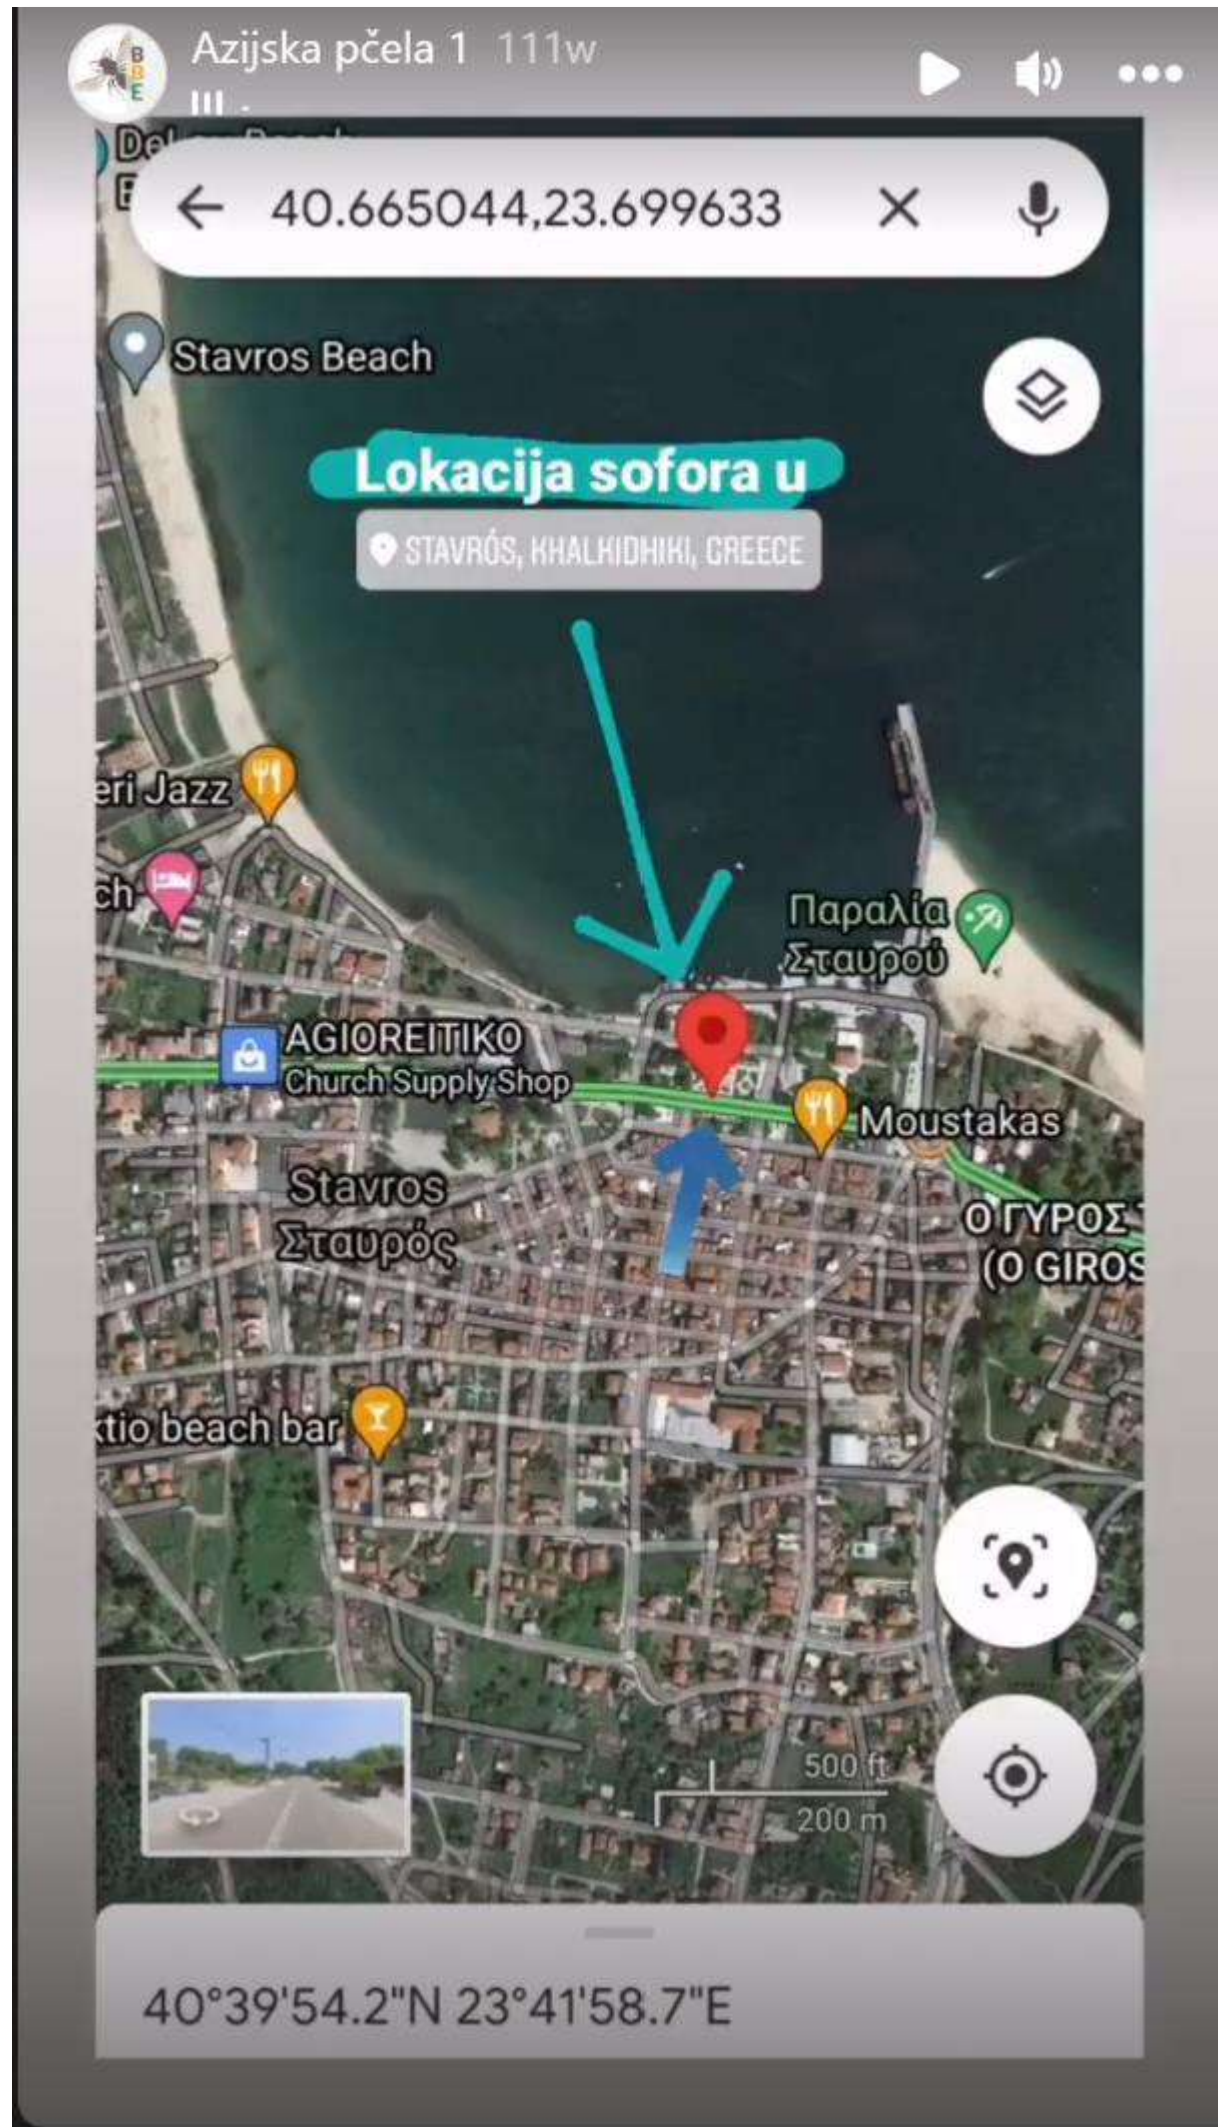 B
B
E
Azijska pčela 1 111w
40.665044,23.699633
Stavros Beach
Lokacija sofora u
STAVRÓS, KHALKIDHIKI, GREECE
eri Jazz
ch
Παραλία
Σταυρού
AGIOREITIKO
Church Supply Shop
Moustakas
Stavros
Σταυρός
Ο ΓΥΡΟΣ
(O GIROS
ktio beach bar
500 ft
200 m
40°39'54.2"N 23°41'58.7"E